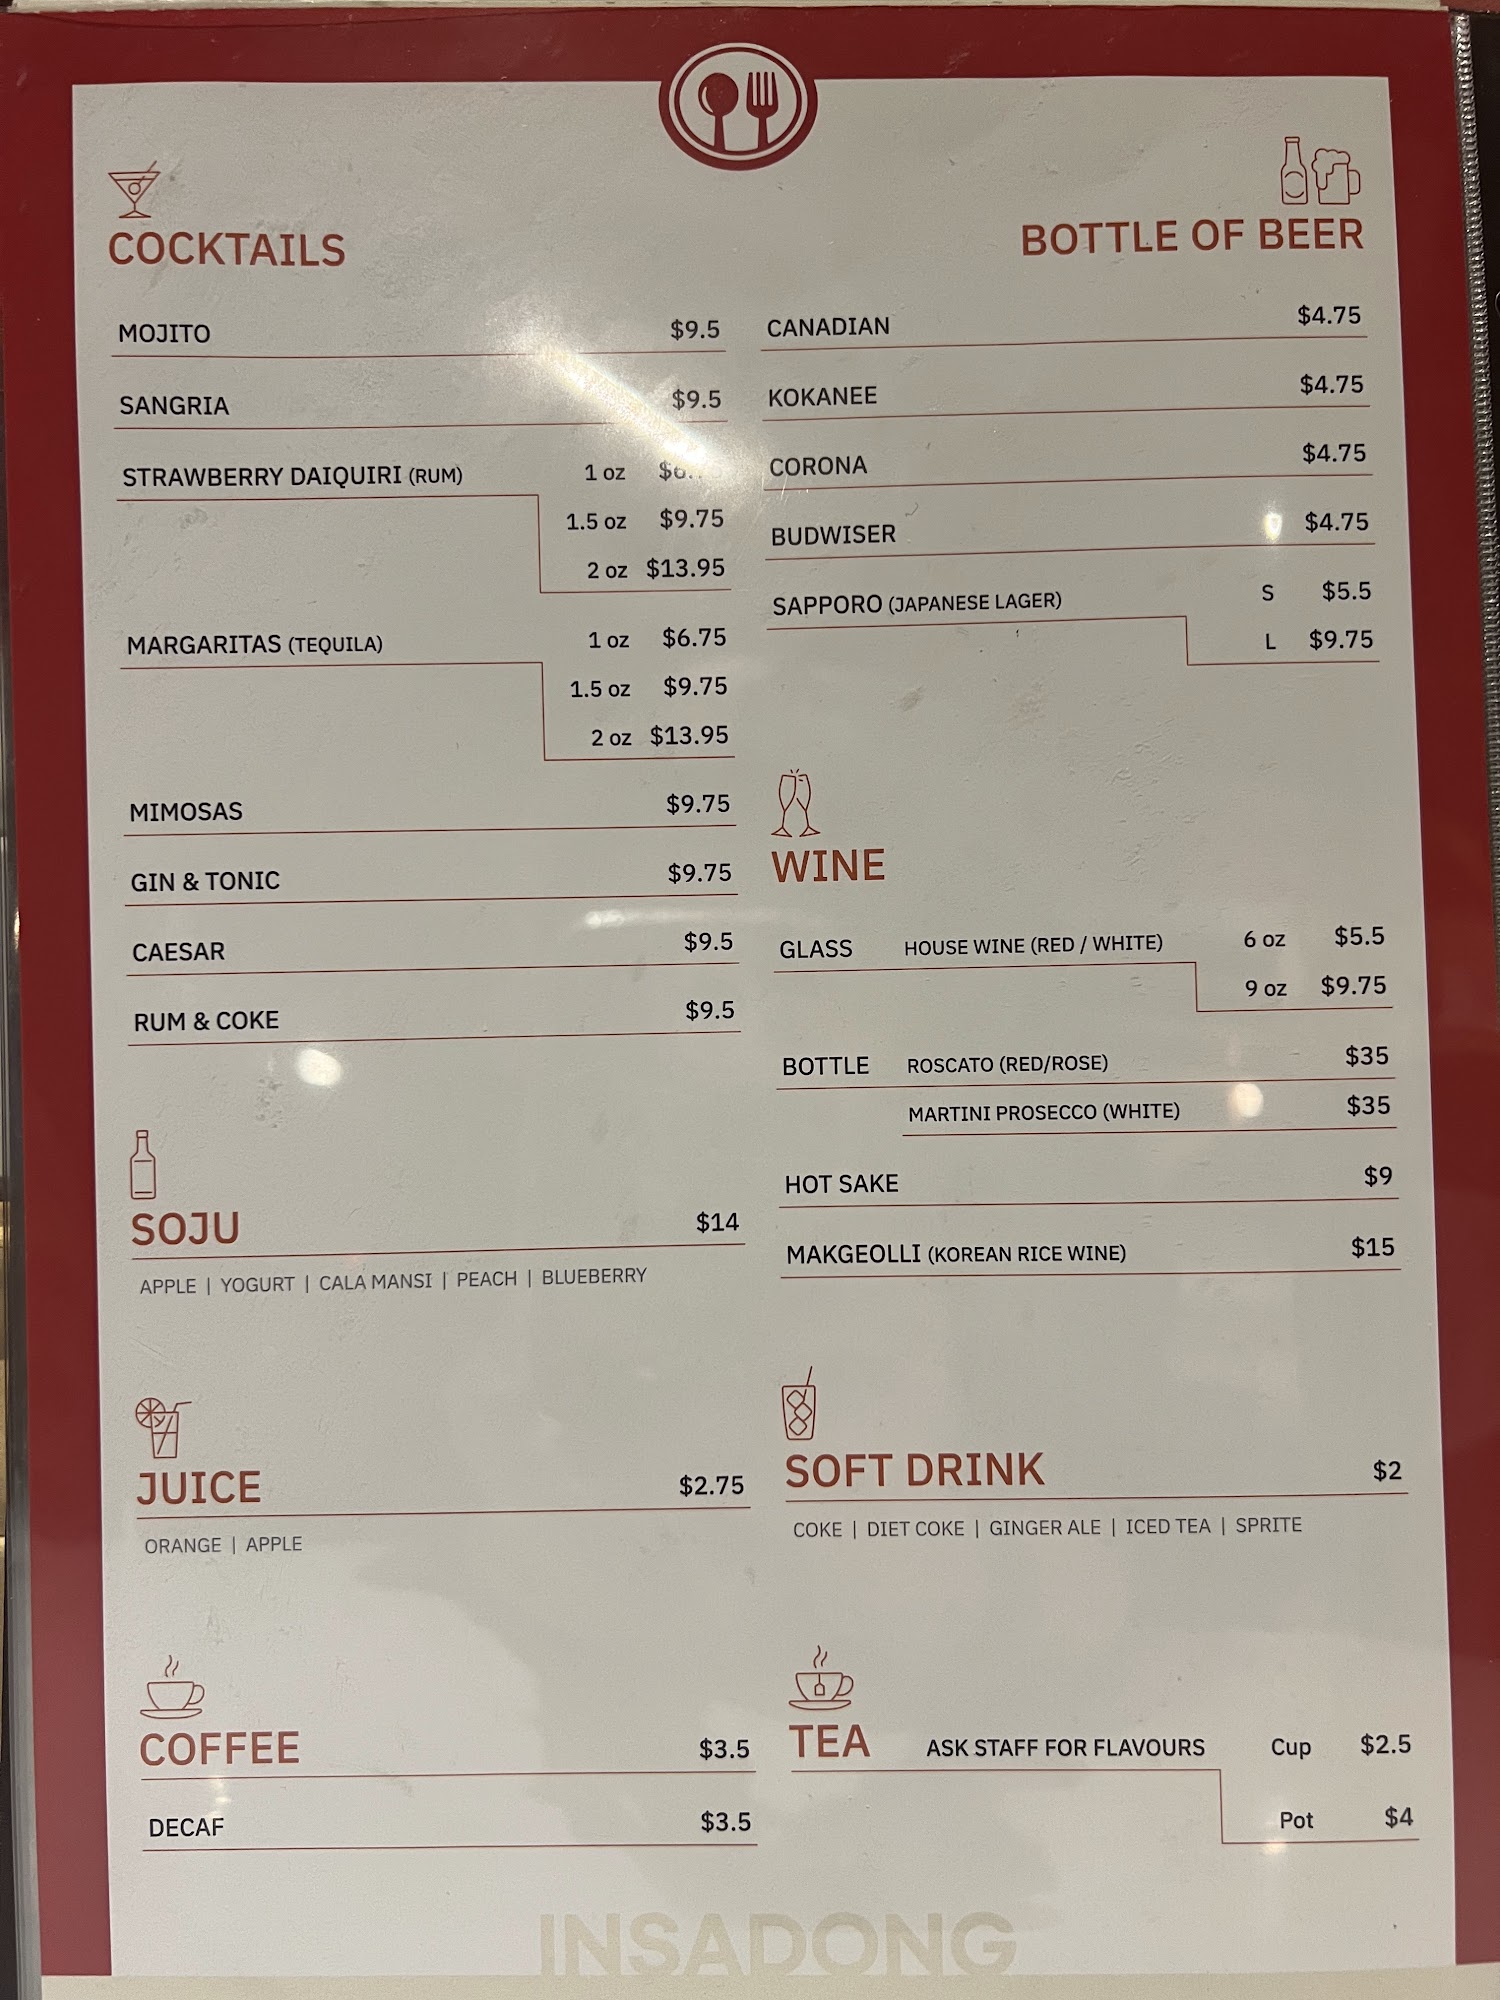 COCKTAILS
MOJITO $9.5
SANGRIA $9.5
STRAWBERRY DAIQUIRI (RUM) 1 oz
1.5 oz $9.75
2 oz $13.95
MARGARITAS (TEQUILA) 1 oz $6.75
1.5 oz $9.75
2 oz $13.95
MIMOSAS $9.75
GIN & TONIC $9.75
CAESAR $9.5
RUM & COKE $9.5
SOJU $14
APPLE | YOGURT | CALA MANSI | PEACH | BLUEBERRY
JUICE $2.75
ORANGE | APPLE
COFFEE $3.5
DECAF $3.5
BOTTLE OF BEER
CANADIAN $4.75
KOKANEE $4.75
CORONA $4.75
BUDWISER $4.75
SAPPORO (JAPANESE LAGER) S $5.5
L $9.75
WINE
GLASS HOUSE WINE (RED / WHITE) 6 oz $5.5
9 oz $9.75
BOTTLE ROSCATO (RED/ROSE) $35
MARTINI PROSECCO (WHITE) $35
HOT SAKE $9
MAKGEOLLI (KOREAN RICE WINE) $15
SOFT DRINK $2
COKE | DIET COKE | GINGER ALE | ICED TEA | SPRITE
TEA ASK STAFF FOR FLAVOURS Cup $2.5
Pot $4
INSADONG